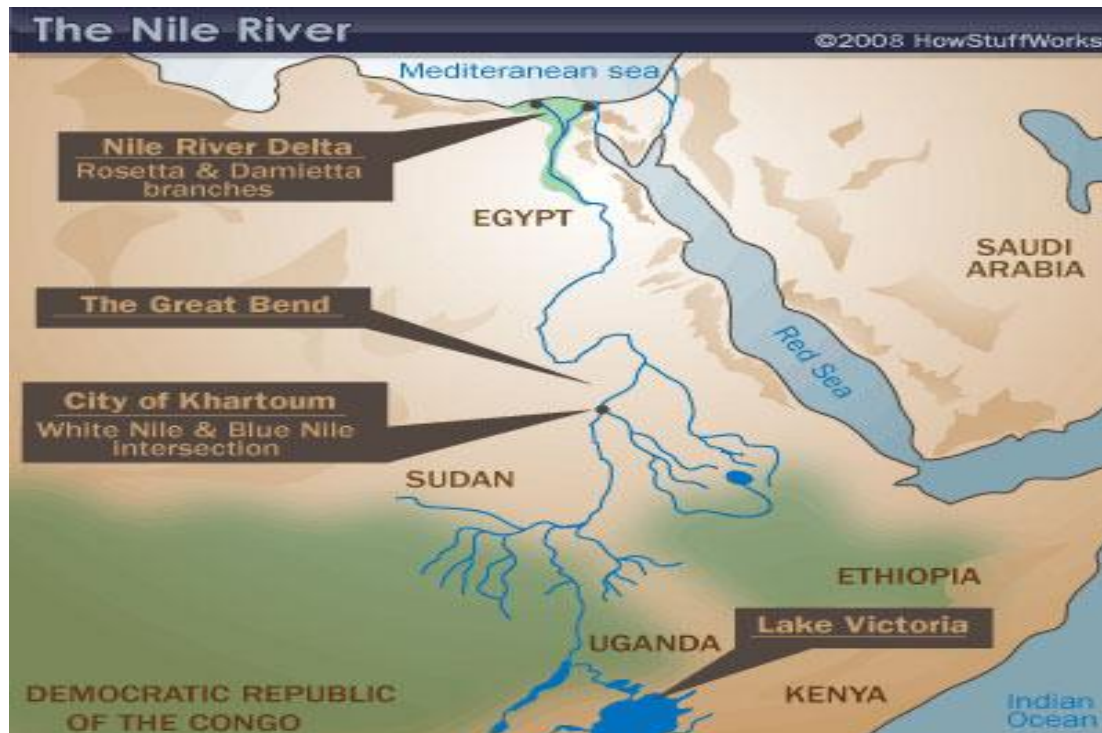 The Nile River
©2008 HowStuffWorks
Mediteranean sea
Nile River Delta
Rosetta & Damietta
branches
EGYPT
SAUDI
ARABIA
The Great Bend
Red Sea
City of Khartoum
White Nile & Blue Nile
intersection
SUDAN
ETHIOPIA
Lake Victoria
UGANDA
DEMOCRATIC REPUBLIC
OF THE CONGO
KENYA
Indian
Ocean